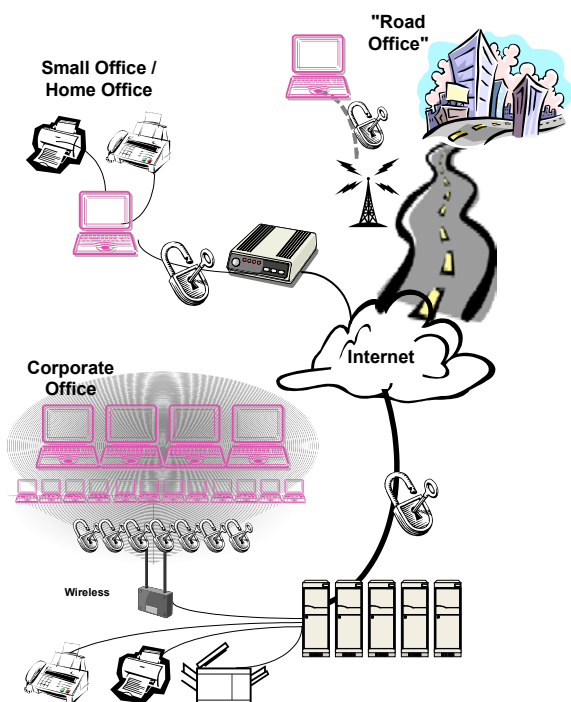 "Road
Office"
Small Office /
Home Office
Internet
Corporate
Office
Wireless